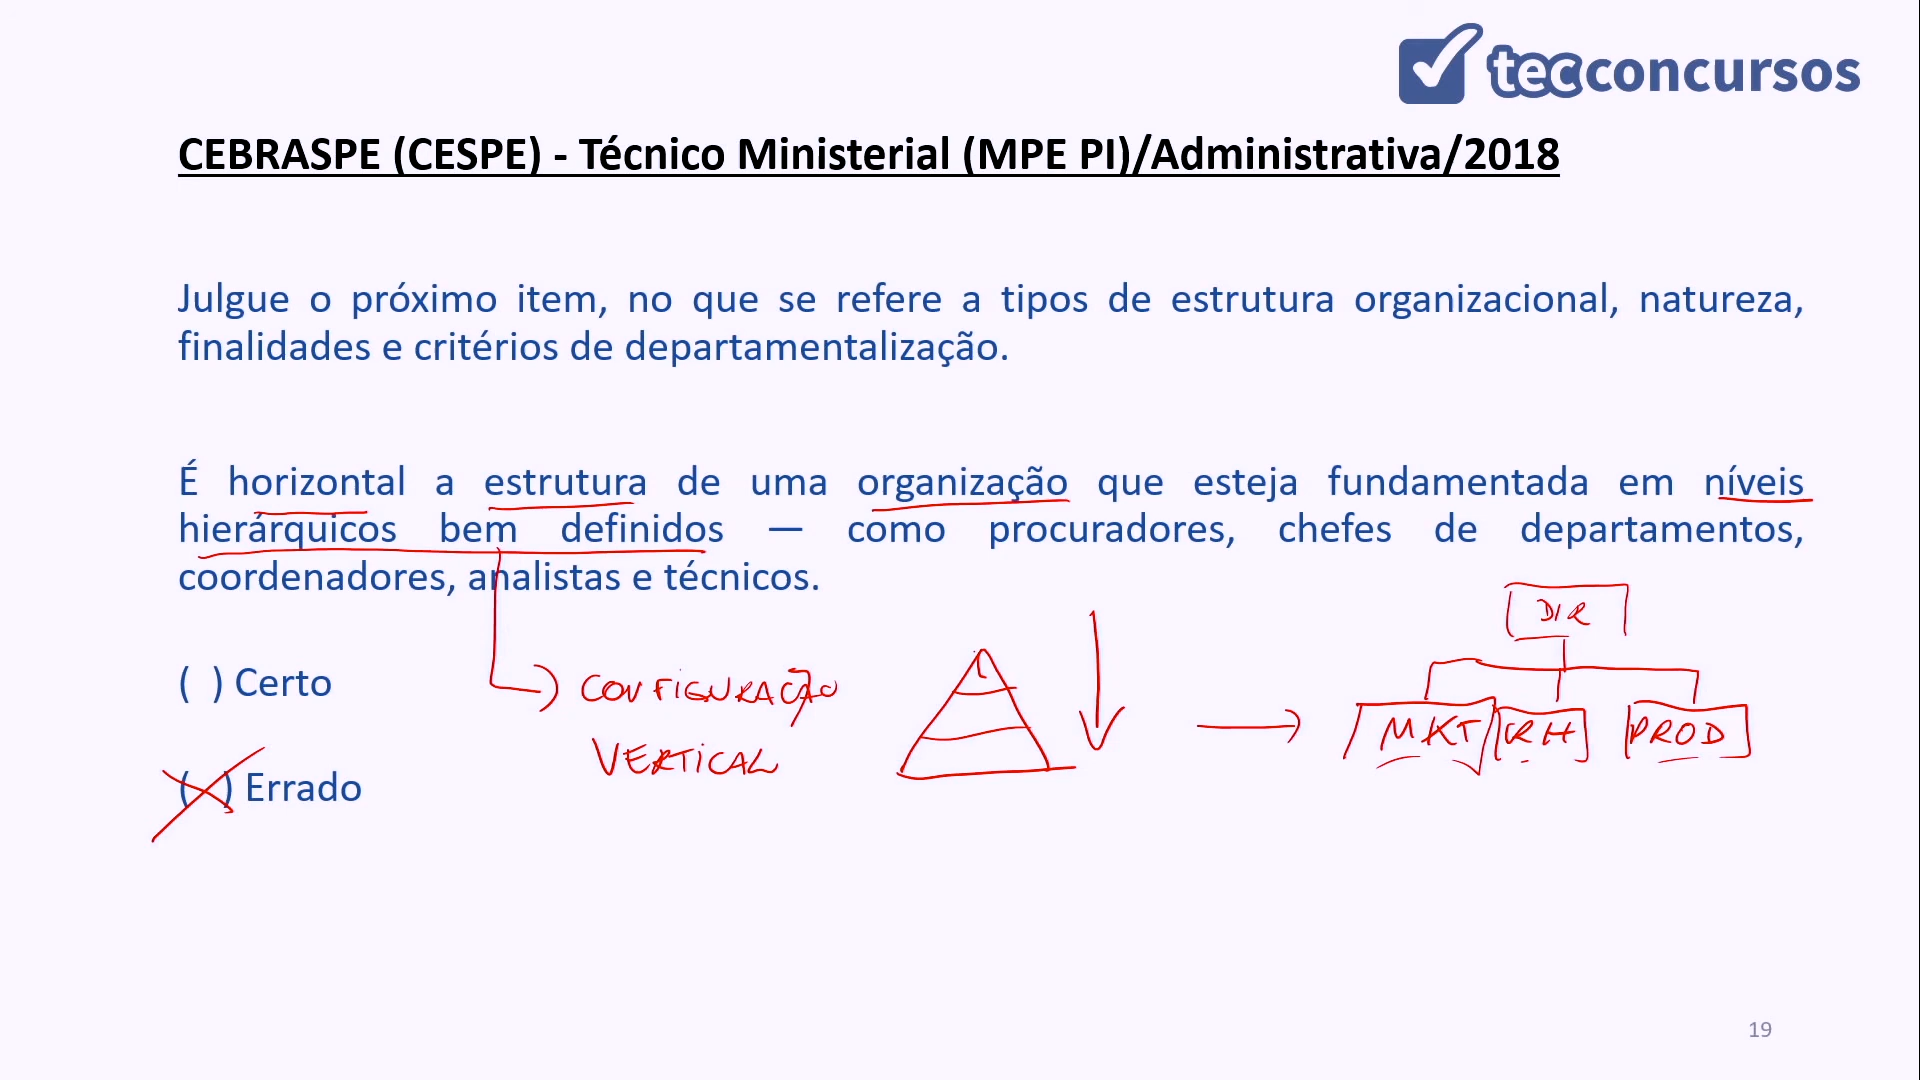 tecconcursos
CEBRASPE (CESPE) - Técnico Ministerial (MPE PI)/Administrativa/2018
Julgue o próximo item, no que se refere a tipos de estrutura organizacional, natureza,
finalidades e critérios de departamentalização.
É horizontal a estrutura de uma organização que esteja fundamentada em níveis
hierárquicos bem definidos — como procuradores, chefes de departamentos,
coordenadores, analistas e técnicos.
DIR
( ) Certo
CONFIGURAÇÃO
VERTICAL
MKT RH PROD
( ) Errado
19